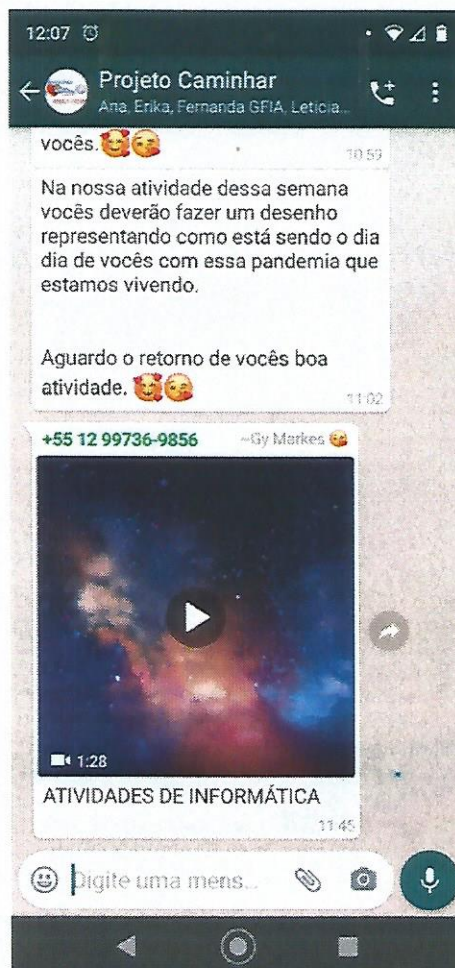 12:07
Projeto Caminhar
Ana, Erika, Fernanda GFIA, Leticia...
vocês.🥰😘
10:59
Na nossa atividade dessa semana
vocês deverão fazer um desenho
representando como está sendo o dia
dia de vocês com essa pandemia que
estamos vivendo.
Aguardo o retorno de vocês boa
atividade. 🥰😘
11:02
+55 12 99736-9856 ~Gy Markes 😘
1:28
ATIVIDADES DE INFORMÁTICA
11:45
Digite uma mens...